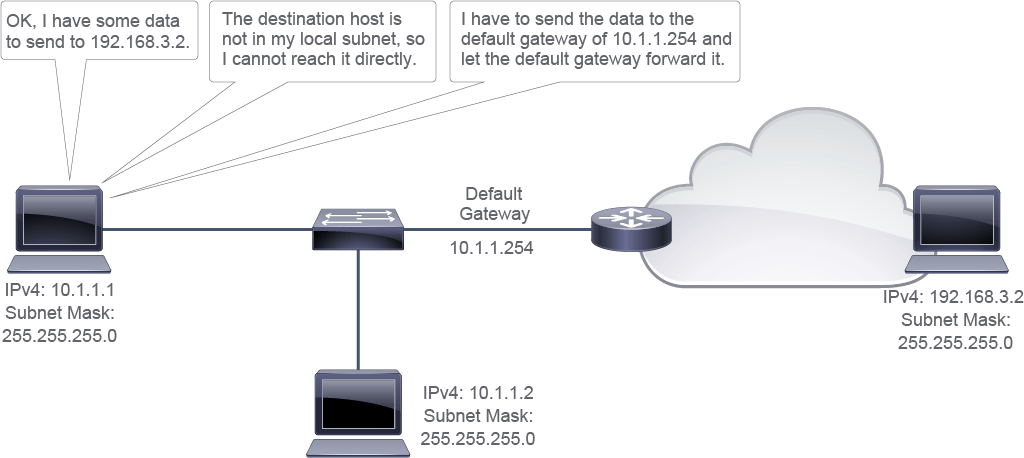 OK, I have some data
to send to 192.168.3.2.
The destination host is
not in my local subnet, so
I cannot reach it directly.
I have to send the data to the
default gateway of 10.1.1.254 and
let the default gateway forward it.
Default
Gateway
10.1.1.254
IPv4: 10.1.1.1
Subnet Mask:
255.255.255.0
IPv4: 192.168.3.2
Subnet Mask:
255.255.255.0
IPv4: 10.1.1.2
Subnet Mask:
255.255.255.0